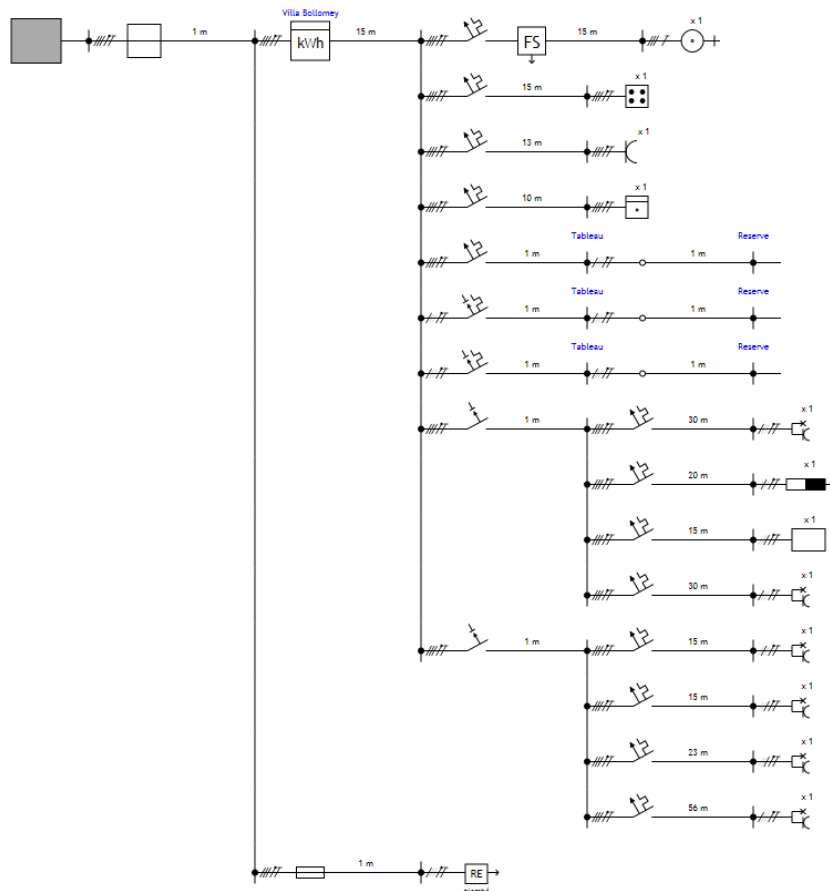 Villa Bollomey
1 m
kWh
15 m
FS
15 m
x 1
15 m
x 1
13 m
x 1
10 m
x 1
Tableau
Reserve
1 m
1 m
Tableau
Reserve
1 m
1 m
Tableau
Reserve
1 m
1 m
1 m
30 m
x 1
20 m
x 1
15 m
x 1
30 m
x 1
1 m
15 m
x 1
15 m
x 1
23 m
x 1
56 m
x 1
1 m
RE